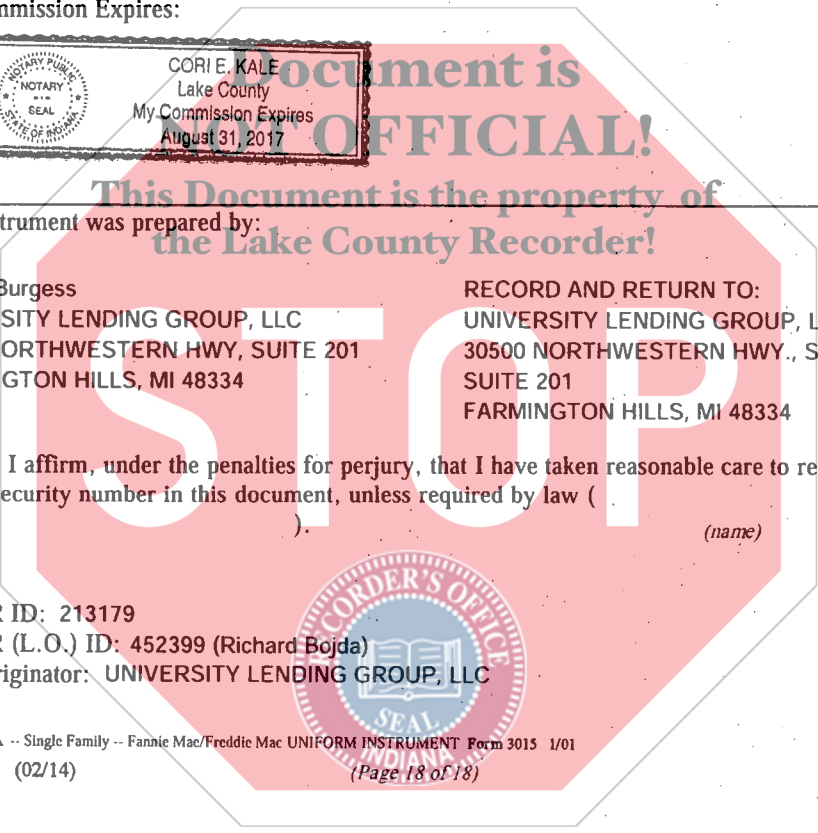 mmission Expires:
NOTARY PUBLIC
NOTARY
SEAL
STATE OF INDIANA
CORI E. KALE
Lake County
My Commission Expires
August 31, 2017
Document is
NOT OFFICIAL!
This Document is the property of
the Lake County Recorder!
trument was prepared by:
Burgess
SITY LENDING GROUP, LLC
ORTHWESTERN HWY, SUITE 201
GTON HILLS, MI 48334
RECORD AND RETURN TO:
UNIVERSITY LENDING GROUP, L
30500 NORTHWESTERN HWY., S
SUITE 201
FARMINGTON HILLS, MI 48334
STOP
I affirm, under the penalties for perjury, that I have taken reasonable care to re
ecurity number in this document, unless required by law (
).
(name)
R ID: 213179
R (L.O.) ID: 452399 (Richard Bojda)
riginator: UNIVERSITY LENDING GROUP, LLC
RECORDER'S OFFICE
SEAL
INDIANA
A -- Single Family -- Fannie Mae/Freddie Mac UNIFORM INSTRUMENT Form 3015 1/01
(02/14)
(Page 18 of 18)